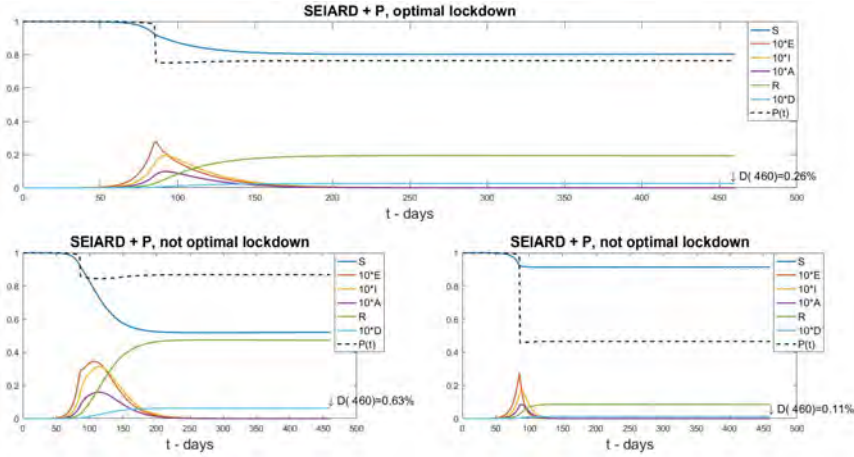 SEIARD + P, optimal lockdown
1
0.8
0.6
0.4
0.2
0
0 50 100 150 200 250 300 350 400 450 500
t - days
S
10*E
10*I
10*A
R
10*D
P(t)
↓ D( 460)=0.26%
SEIARD + P, not optimal lockdown
1
0.8
0.6
0.4
0.2
0
0 50 100 150 200 250 300 350 400 450 500
t - days
S
10*E
10*I
10*A
R
10*D
P(t)
↓ D( 460)=0.63%
SEIARD + P, not optimal lockdown
1
0.8
0.6
0.4
0.2
0
0 50 100 150 200 250 300 350 400 450 500
t - days
S
10*E
10*I
10*A
R
10*D
P(t)
↓ D( 460)=0.11%